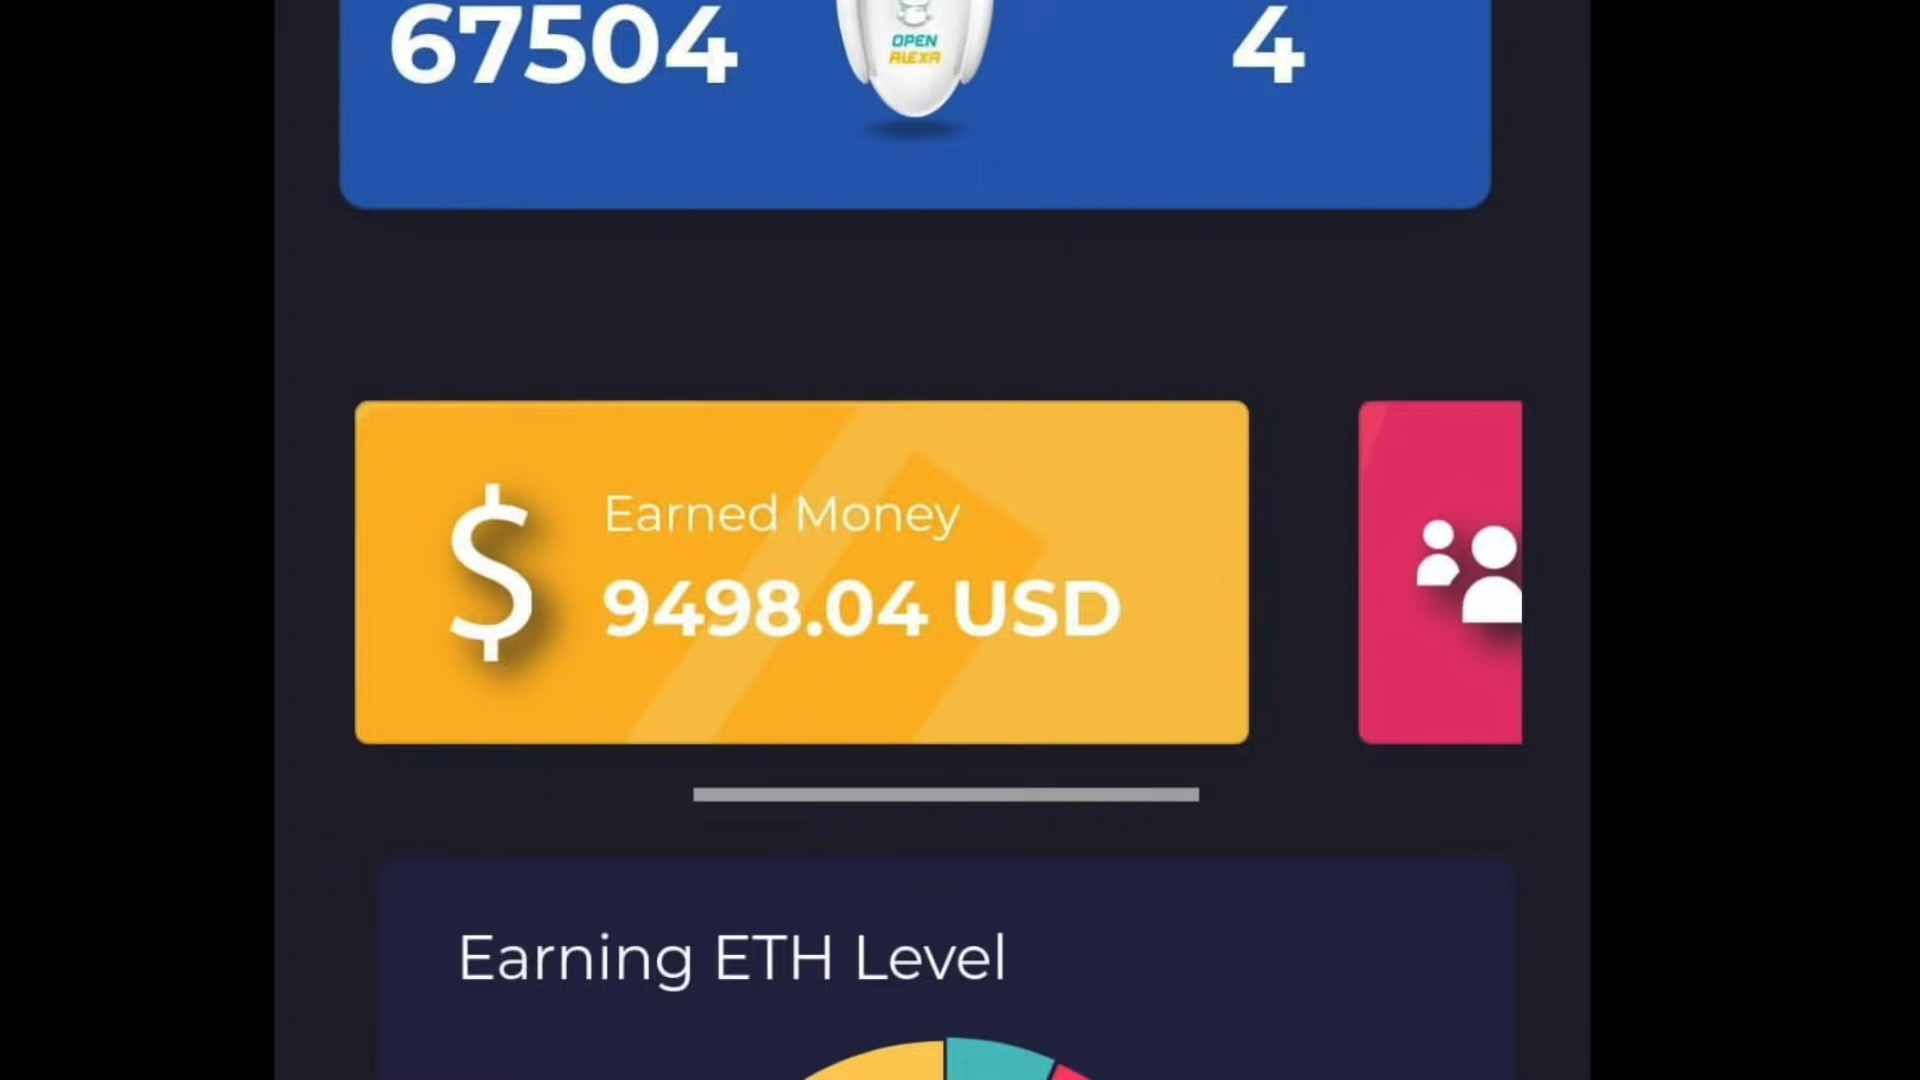 67504
4
OPEN
ALEXA
Earned Money
$
9498.04 USD
Earning ETH Level